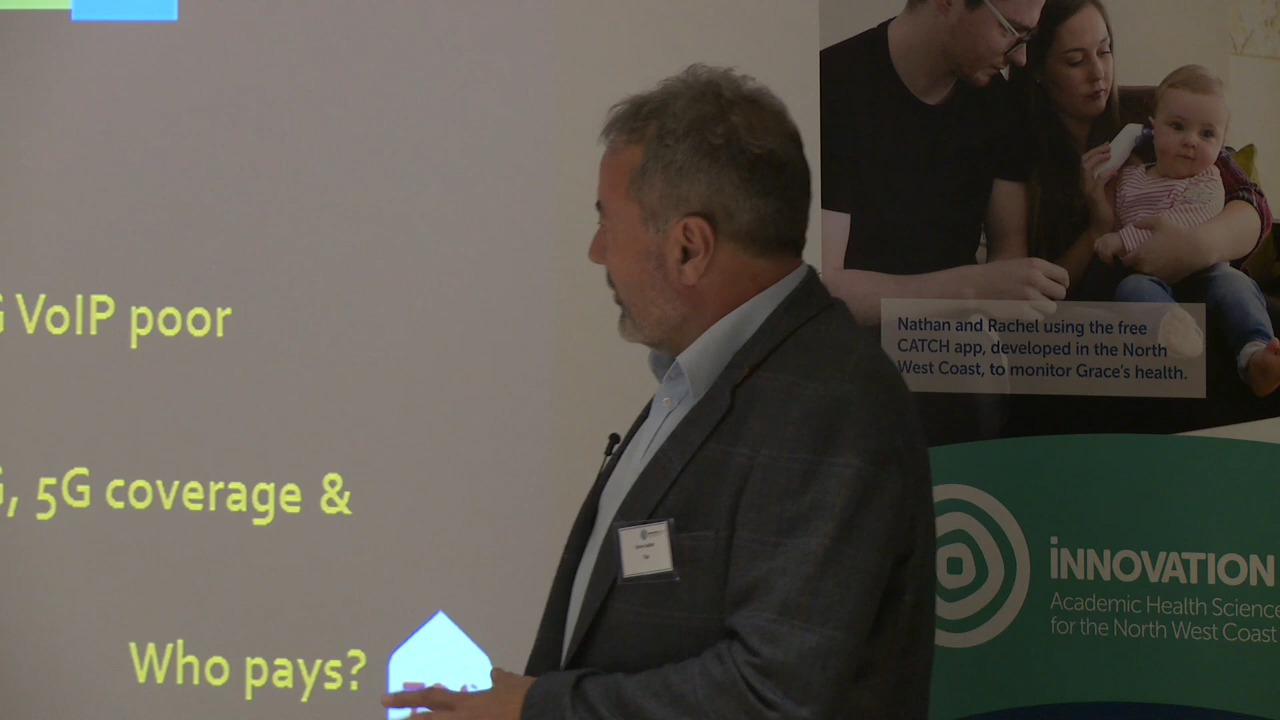 VoIP poor
5G coverage &
Who pays?
Nathan and Rachel using the free
CATCH app, developed in the North
West Coast, to monitor Grace's health.
iNNOVATION
Academic Health Science
for the North West Coast